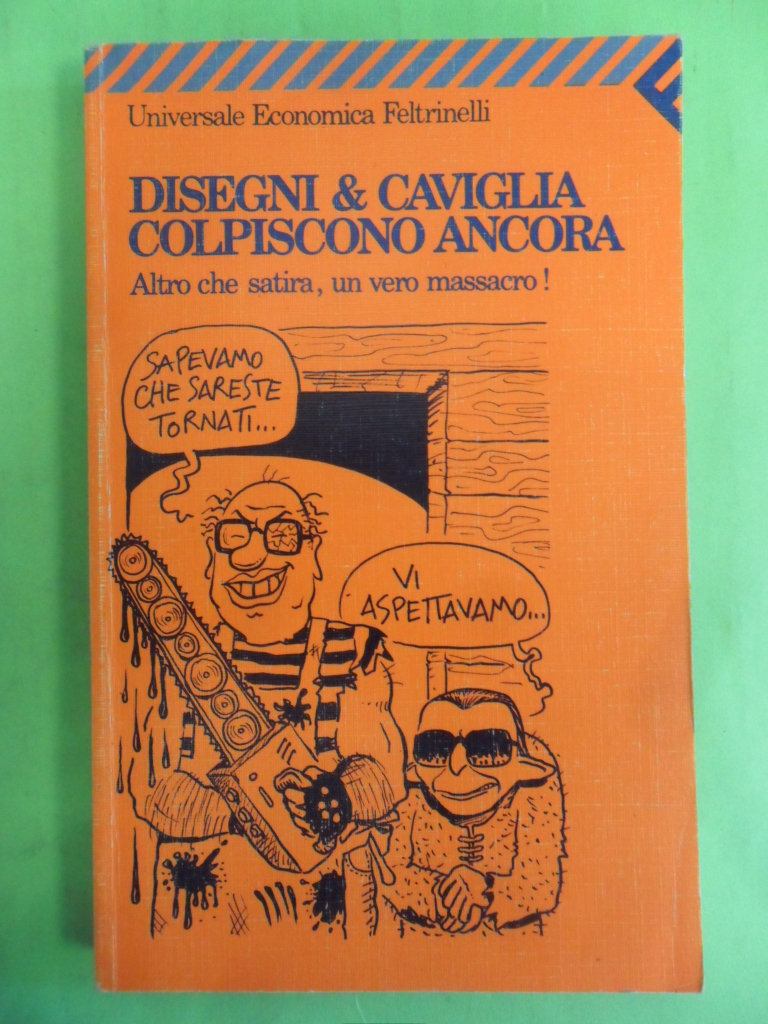 Universale Economica Feltrinelli
DISEGNI & CAVIGLIA
COLPISCONO ANCORA
Altro che satira, un vero massacro!
SAPEVAMO
CHE SARESTE
TORNATI...
VI
ASPETTAVAMO...